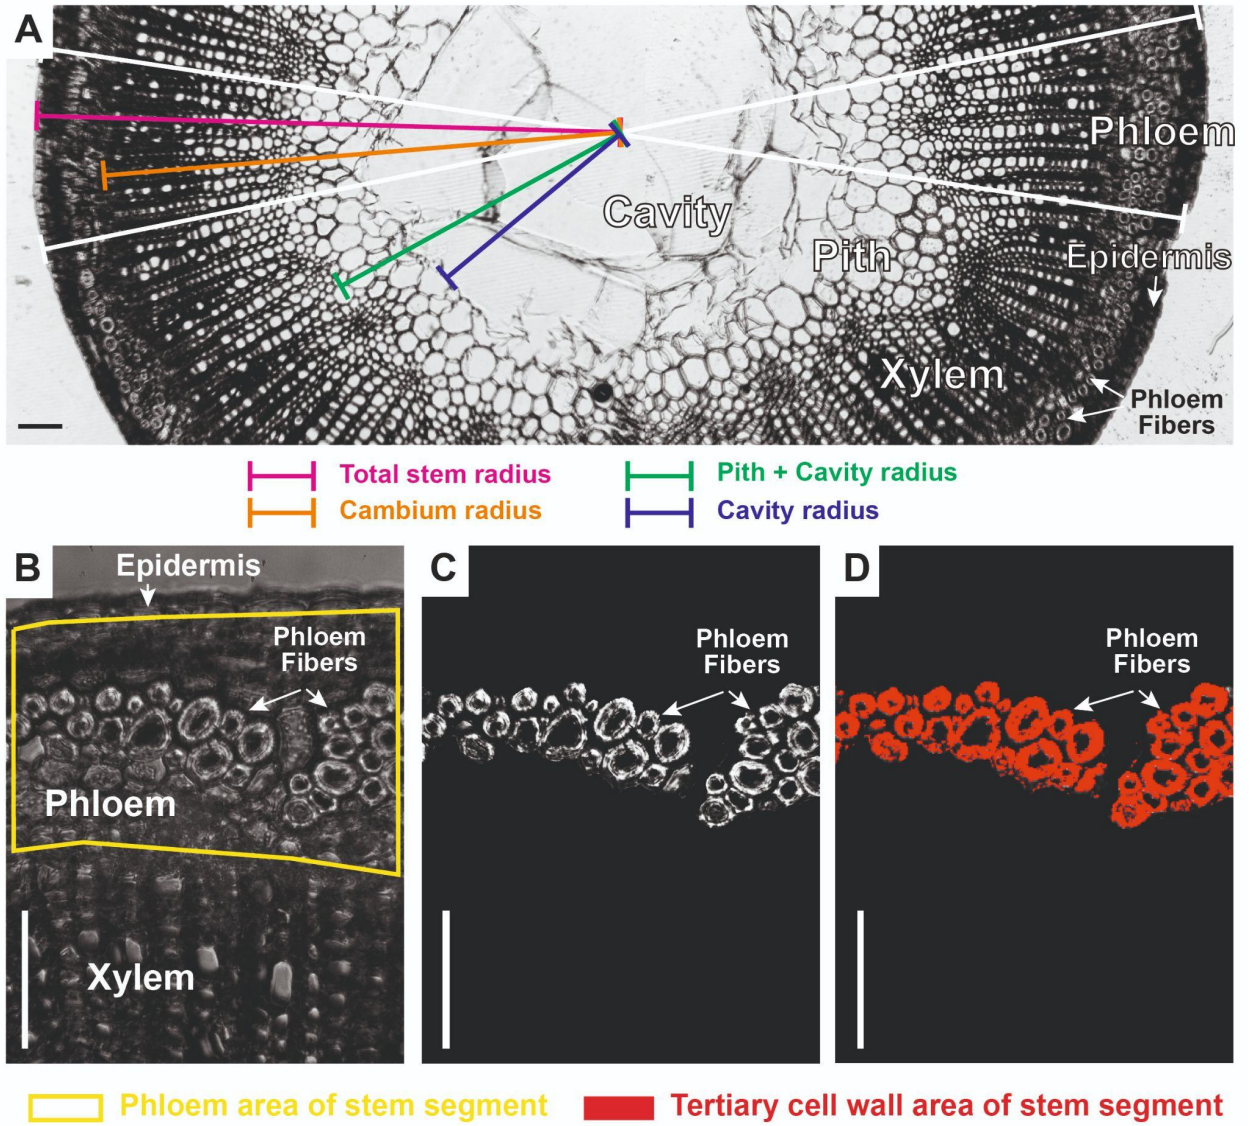 A
Phloem
Cavity
Pith
Epidermis
Xylem
Phloem
Fibers
Total stem radius
Pith + Cavity radius
Cambium radius
Cavity radius
B
Epidermis
Phloem
Fibers
Phloem
Xylem
C
Phloem
Fibers
D
Phloem
Fibers
Phloem area of stem segment
Tertiary cell wall area of stem segment